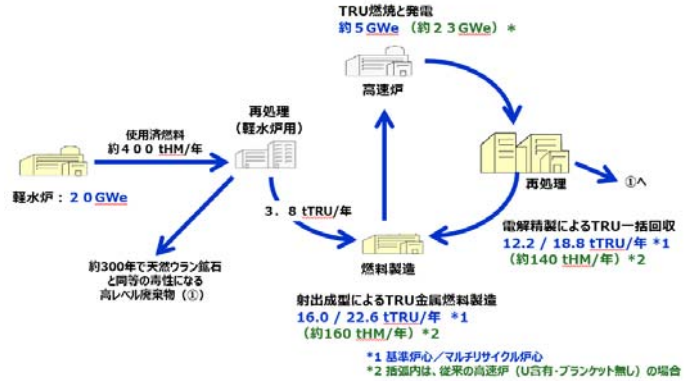 TRU燃焼と発電
約5GWe （約23GWe）＊
高速炉
再処理
（軽水炉用）
使用済燃料
約４００ tHM/年
軽水炉：２０GWe
３．８ tTRU/年
約300年で天然ウラン鉱石
と同等の毒性になる
高レベル廃棄物（①）
燃料製造
射出成型によるTRU金属燃料製造
16.0 / 22.6 tTRU/年 *1
（約160 tHM/年）*2
再処理
①へ
電解精製によるTRU一括回収
12.2 / 18.8 tTRU/年 *1
（約140 tHM/年）*2
*1 基準炉心／マルチリサイクル炉心
*2 括弧内は、従来の高速炉（U含有・ブランケット無し）の場合